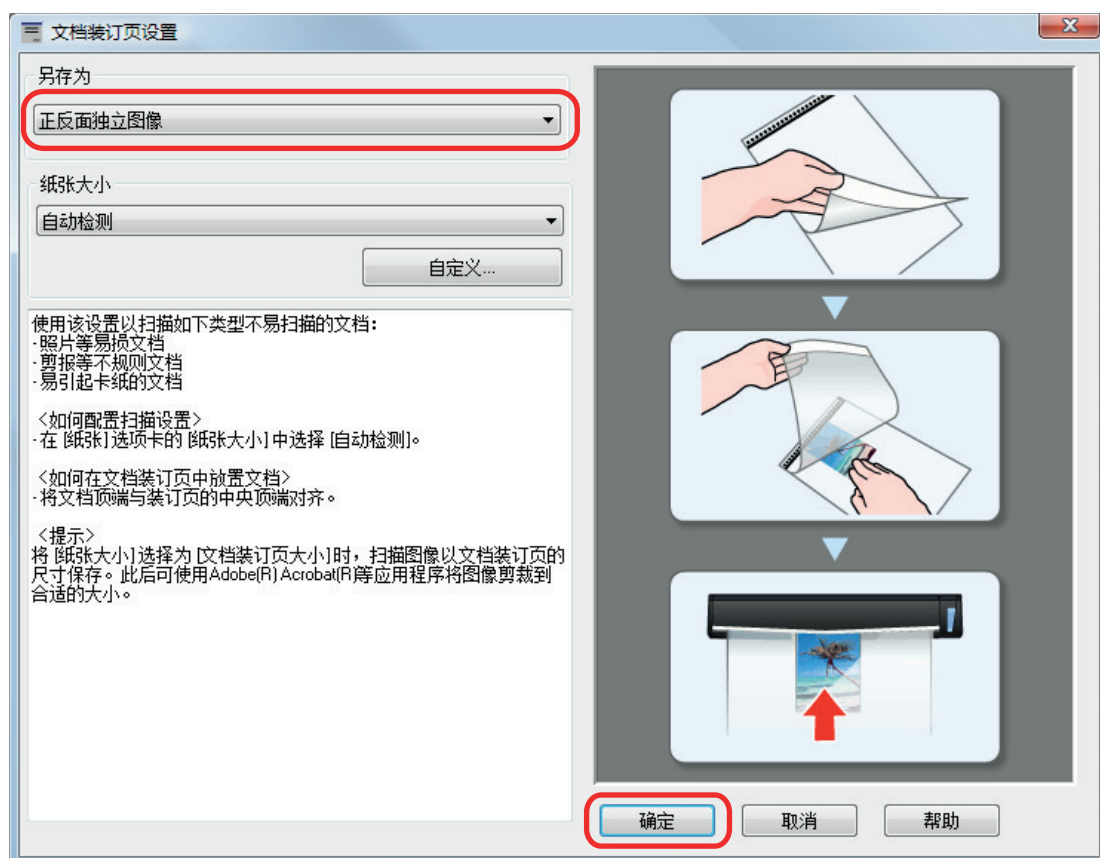 文档装订页设置
另存为
正反面独立图像
纸张大小
自动检测
自定义...
使用该设置以扫描如下类型不易扫描的文档：
·照片等易损文档
·剪报等不规则文档
·易引起卡纸的文档
<如何配置扫描设置>
·在 [纸张] 选项卡的 [纸张大小] 中选择 [自动检测]。
<如何在文档装订页中放置文档>
·将文档顶端与装订页的中央顶端对齐。
<提示>
将 [纸张大小] 选择为 [文档装订页大小] 时，扫描图像以文档装订页的
尺寸保存。此后可使用Adobe(R) Acrobat(R)等应用程序将图像剪裁到
合适的大小。
确定
取消
帮助